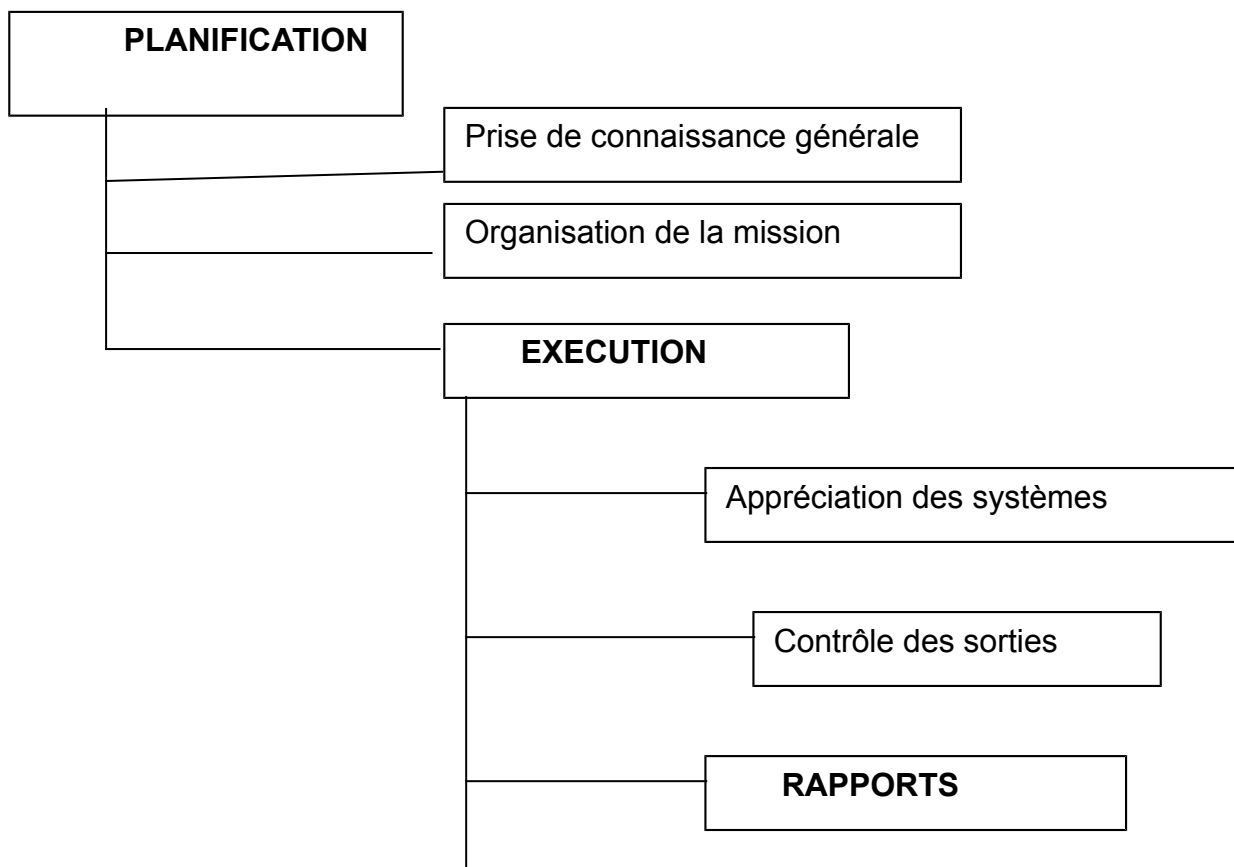 PLANIFICATION
Prise de connaissance générale
Organisation de la mission
EXECUTION
Appréciation des systèmes
Contrôle des sorties
RAPPORTS